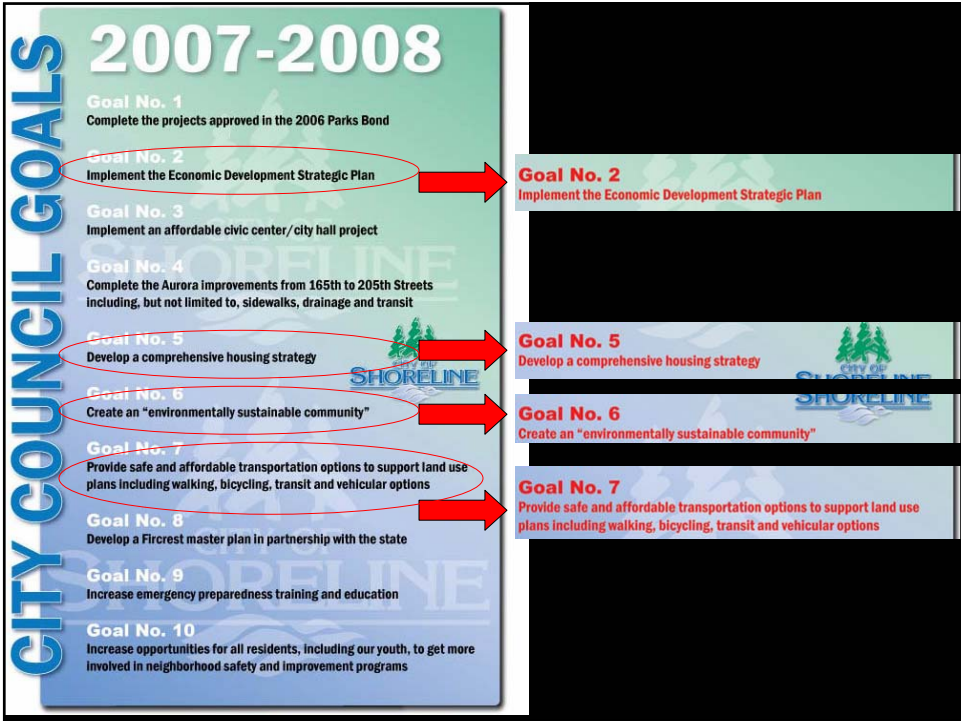 CITY COUNCIL GOALS
2007-2008
Goal No. 1
Complete the projects approved in the 2006 Parks Bond
Goal No. 2
Implement the Economic Development Strategic Plan
Goal No. 3
Implement an affordable civic center/city hall project
Goal No. 4
Complete the Aurora improvements from 165th to 205th Streets
including, but not limited to, sidewalks, drainage and transit
Goal No. 5
Develop a comprehensive housing strategy
CITY OF
SHORELINE
Goal No. 6
Create an “environmentally sustainable community”
Goal No. 7
Provide safe and affordable transportation options to support land use
plans including walking, bicycling, transit and vehicular options
Goal No. 8
Develop a Fircrest master plan in partnership with the state
Goal No. 9
Increase emergency preparedness training and education
Goal No. 10
Increase opportunities for all residents, including our youth, to get more
involved in neighborhood safety and improvement programs
CITY OF
SHORELINE
CITY OF
SHORELINE
Goal No. 2
Implement the Economic Development Strategic Plan
Goal No. 5
Develop a comprehensive housing strategy
CITY OF
SHORELINE
Goal No. 6
Create an “environmentally sustainable community”
SHORELINE
Goal No. 7
Provide safe and affordable transportation options to support land use
plans including walking, bicycling, transit and vehicular options